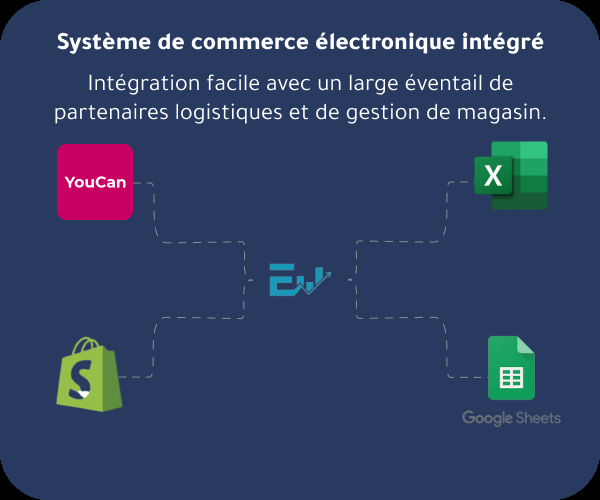 Système de commerce électronique intégré
Intégration facile avec un large éventail de
partenaires logistiques et de gestion de magasin.
YouCan
X
EW
S
Google Sheets